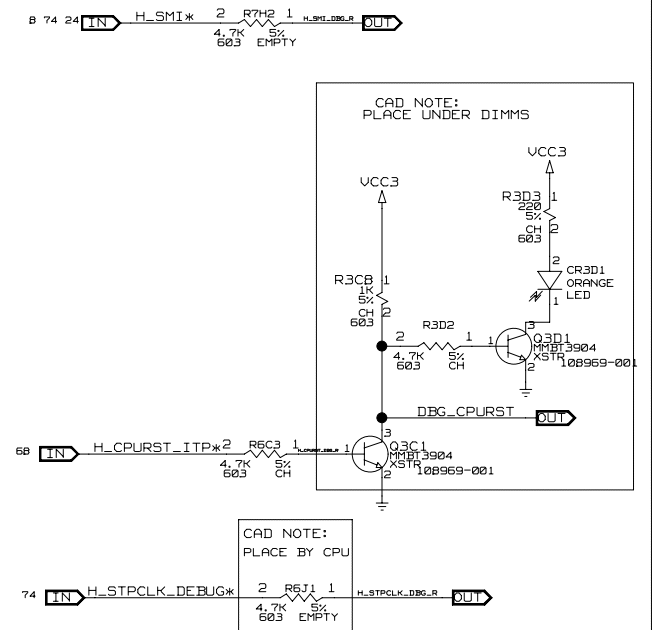 8 74 24 IN H_SMI* 2 R7H2 1 H_SMI_DBG_R OUT
4.7K 5%
603 EMPTY
CAD NOTE:
PLACE UNDER DIMMS
VCC3
R3D3 1
220
5%
CH 2
603
2
CR3D1
ORANGE
LED
1
VCC3
R3C8 1
1K
5%
CH 2
603
2 R3D2 1
4.7K 5%
603 CH
1 3
Q3D1
MMBT3904
XSTR
2 108969-001
DBG_CPURST OUT
68 IN H_CPURST_ITP* 2 R6C3 1 H_CPURST_DBG_R 1
4.7K 5%
603 CH
3
Q3C1
MMBT3904
XSTR
2 108969-001
CAD NOTE:
PLACE BY CPU
74 IN H_STPCLK_DEBUG* 2 R6J1 1 H_STPCLK_DBG_R OUT
4.7K 5%
603 EMPTY